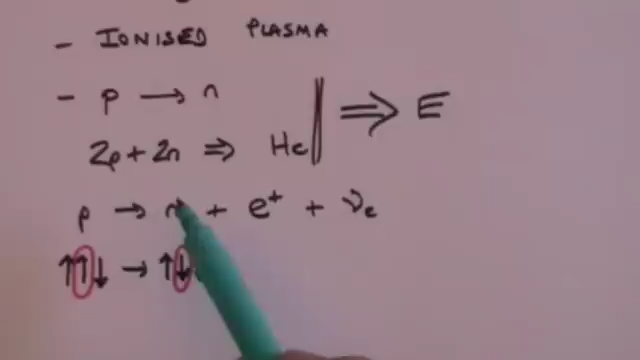 - IONISED PLASMA
- p → n
2p + 2n ⇒ He ⇒ E
p → n + e⁺ + νₑ
↑↑↓ → ↑↓